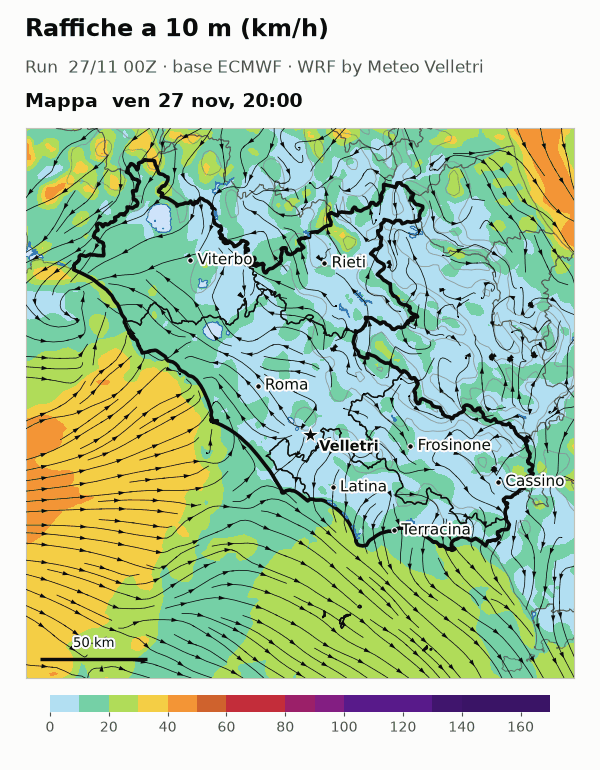 Raffiche a 10 m (km/h)
Run  27/11 00Z · base ECMWF · WRF by Meteo Velletri
Mappa  ven 27 nov, 20:00
Viterbo
Rieti
Roma
Velletri
Frosinone
Cassino
Latina
Terracina
50 km
0 20 40 60 80 100 120 140 160